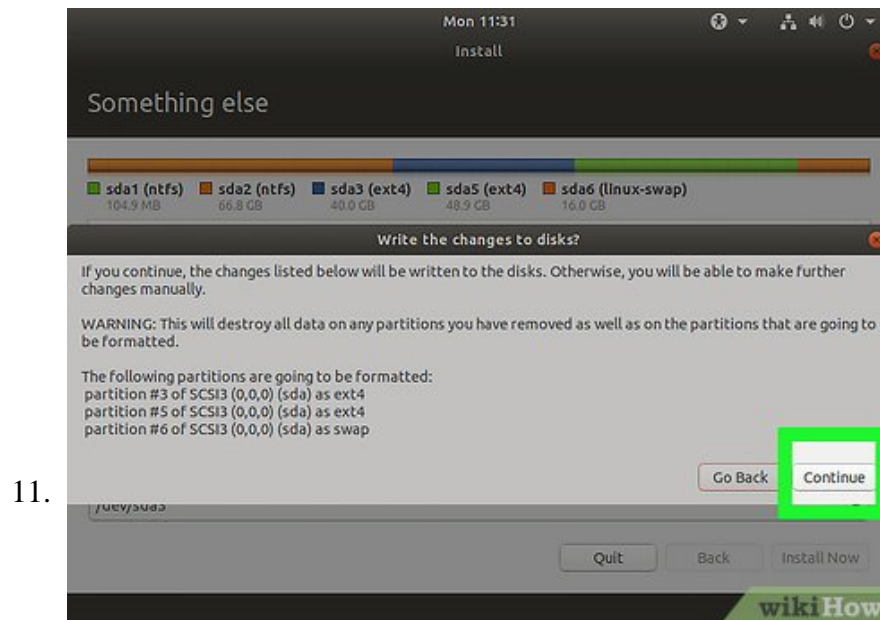 Mon 11:31
Install
Something else
sda1 (ntfs) sda2 (ntfs) sda3 (ext4) sda5 (ext4) sda6 (linux-swap)
104.9 MB 66.8 GB 40.0 GB 48.9 GB 16.0 GB
Write the changes to disks?
If you continue, the changes listed below will be written to the disks. Otherwise, you will be able to make further
changes manually.
WARNING: This will destroy all data on any partitions you have removed as well as on the partitions that are going to
be formatted.
The following partitions are going to be formatted:
partition #3 of SCSI3 (0,0,0) (sda) as ext4
partition #5 of SCSI3 (0,0,0) (sda) as ext4
partition #6 of SCSI3 (0,0,0) (sda) as swap
Go Back Continue
11.
/dev/sda3
Quit Back Install Now
wikiHow